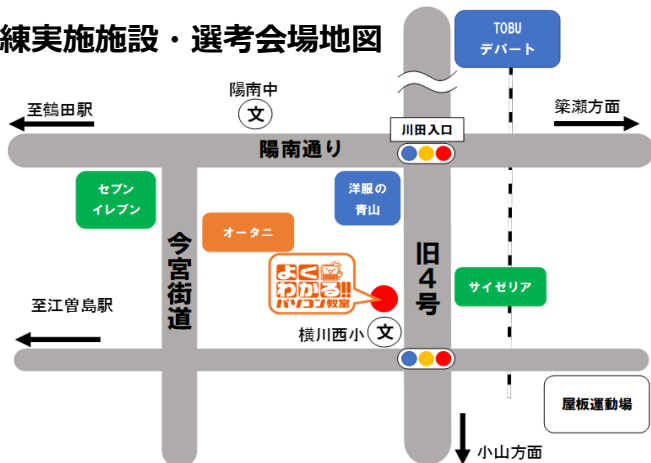 練実施施設・選考会場地図
TOBU
デパート
陽南中
文
至鶴田駅
簗瀬方面
川田入口
陽南通り
セブン
イレブン
洋服の
青山
オータニ
今宮街道
旧4号
よく
わかる!!
パソコン教室
サイゼリア
至江曽島駅
横川西小
文
屋板運動場
小山方面